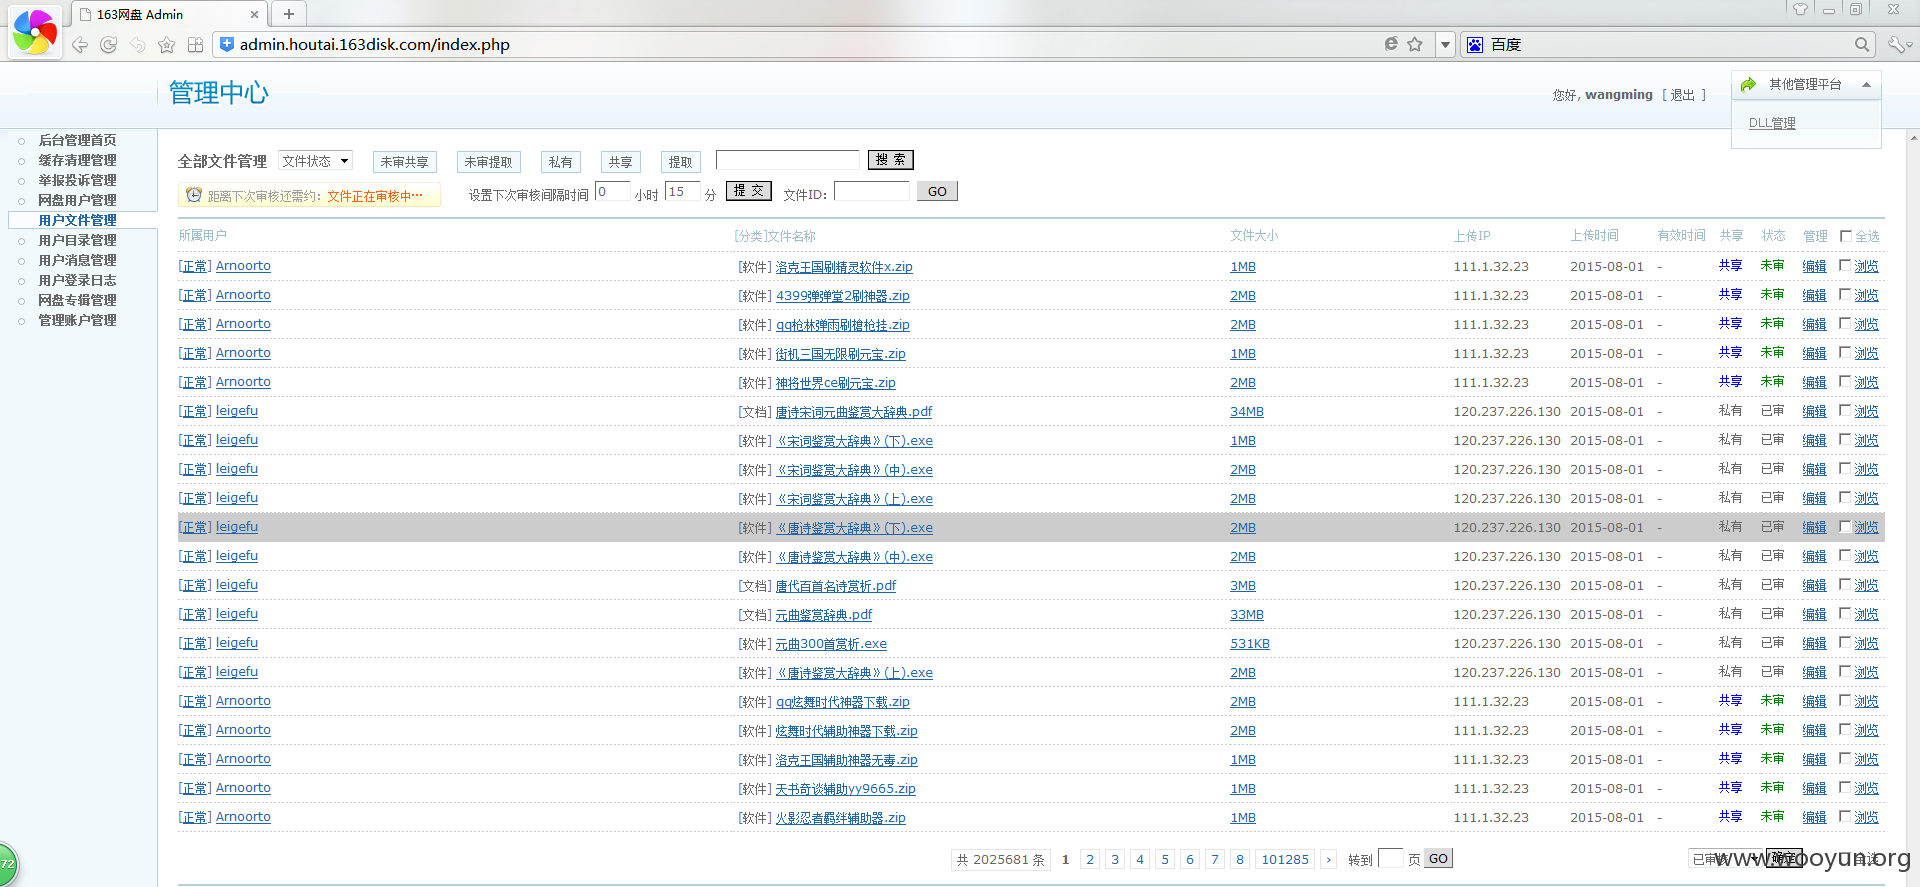 163网盘 Admin
admin.houtai.163disk.com/index.php
百度
管理中心
您好, wangming [ 退出 ]
其他管理平台
DLL管理
后台管理首页
缓存清理管理
举报投诉管理
网盘用户管理
用户文件管理
用户目录管理
用户消息管理
用户登录日志
网盘专辑管理
管理账户管理
全部文件管理 文件状态 未审共享 未审提取 私有 共享 提取 搜 索
距离下次审核还需约: 文件正在审核中… 设置下次审核间隔时间 0 小时 15 分 提 交 文件ID: GO
所属用户 [分类]文件名称 文件大小 上传IP 上传时间 有效时间 共享 状态 管理 全选
[正常] Arnoorto [软件] 洛克王国刷精灵软件x.zip 1MB 111.1.32.23 2015-08-01 - 共享 未审 编辑 浏览
[正常] Arnoorto [软件] 4399弹弹堂2刷神器.zip 2MB 111.1.32.23 2015-08-01 - 共享 未审 编辑 浏览
[正常] Arnoorto [软件] qq枪林弹雨刷槍枪挂.zip 2MB 111.1.32.23 2015-08-01 - 共享 未审 编辑 浏览
[正常] Arnoorto [软件] 街机三国无限刷元宝.zip 1MB 111.1.32.23 2015-08-01 - 共享 未审 编辑 浏览
[正常] Arnoorto [软件] 神将世界ce刷元宝.zip 2MB 111.1.32.23 2015-08-01 - 共享 未审 编辑 浏览
[正常] leigefu [文档] 唐诗宋词元曲鉴赏大辞典.pdf 34MB 120.237.226.130 2015-08-01 - 私有 已审 编辑 浏览
[正常] leigefu [软件] 《宋词鉴赏大辞典》(下).exe 1MB 120.237.226.130 2015-08-01 - 私有 已审 编辑 浏览
[正常] leigefu [软件] 《宋词鉴赏大辞典》(中).exe 2MB 120.237.226.130 2015-08-01 - 私有 已审 编辑 浏览
[正常] leigefu [软件] 《宋词鉴赏大辞典》(上).exe 2MB 120.237.226.130 2015-08-01 - 私有 已审 编辑 浏览
[正常] leigefu [软件] 《唐诗鉴赏大辞典》(下).exe 2MB 120.237.226.130 2015-08-01 - 私有 已审 编辑 浏览
[正常] leigefu [软件] 《唐诗鉴赏大辞典》(中).exe 2MB 120.237.226.130 2015-08-01 - 私有 已审 编辑 浏览
[正常] leigefu [文档] 唐代百首名诗赏析.pdf 3MB 120.237.226.130 2015-08-01 - 私有 已审 编辑 浏览
[正常] leigefu [文档] 元曲鉴赏辞典.pdf 33MB 120.237.226.130 2015-08-01 - 私有 已审 编辑 浏览
[正常] leigefu [软件] 元曲300首赏析.exe 531KB 120.237.226.130 2015-08-01 - 私有 已审 编辑 浏览
[正常] leigefu [软件] 《唐诗鉴赏大辞典》(上).exe 2MB 120.237.226.130 2015-08-01 - 私有 已审 编辑 浏览
[正常] Arnoorto [软件] qq炫舞时代神器下载.zip 2MB 111.1.32.23 2015-08-01 - 共享 未审 编辑 浏览
[正常] Arnoorto [软件] 炫舞时代辅助神器下载.zip 2MB 111.1.32.23 2015-08-01 - 共享 未审 编辑 浏览
[正常] Arnoorto [软件] 洛克王国辅助神器无毒.zip 1MB 111.1.32.23 2015-08-01 - 共享 未审 编辑 浏览
[正常] Arnoorto [软件] 天书奇谈辅助yy9665.zip 1MB 111.1.32.23 2015-08-01 - 共享 未审 编辑 浏览
[正常] Arnoorto [软件] 火影忍者羁绊辅助器.zip 1MB 111.1.32.23 2015-08-01 - 共享 未审 编辑 浏览
共 2025681 条 1 2 3 4 5 6 7 8 101285 › 转到 页 GO 已审核 确定 全选
www.wooyun.org
72